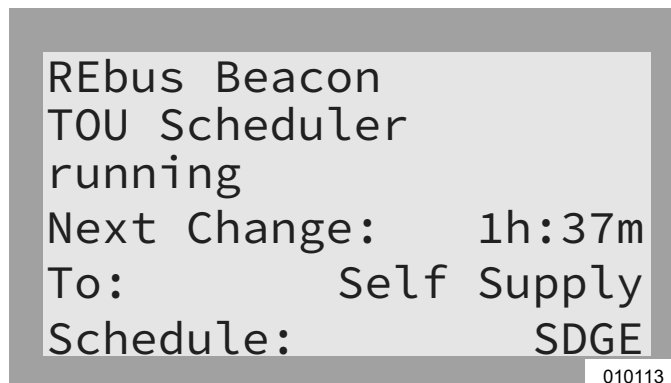 REbus Beacon
TOU Scheduler
running
Next Change: 1h:37m
To: Self Supply
Schedule: SDGE
010113